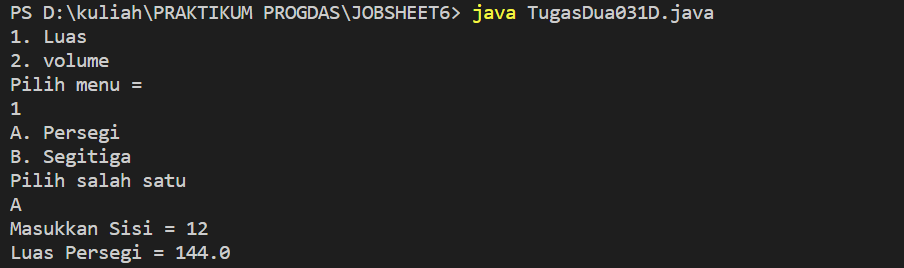 PS D:\kuliah\PRAKTIKUM PROGDAS\JOBSHEET6> java TugasDua031D.java
1. Luas
2. volume
Pilih menu =
1
A. Persegi
B. Segitiga
Pilih salah satu
A
Masukkan Sisi = 12
Luas Persegi = 144.0